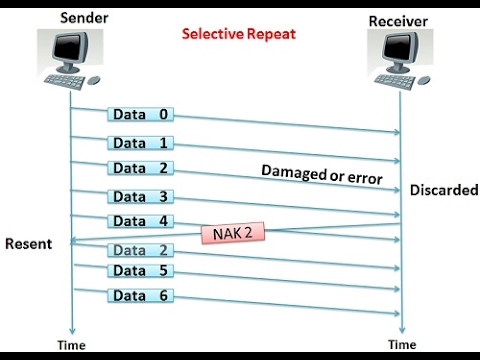 Sender
Receiver
Selective Repeat
Data 0
Data 1
Data 2
Damaged or error
Discarded
Data 3
Data 4
NAK 2
Resent
Data 2
Data 5
Data 6
Time
Time